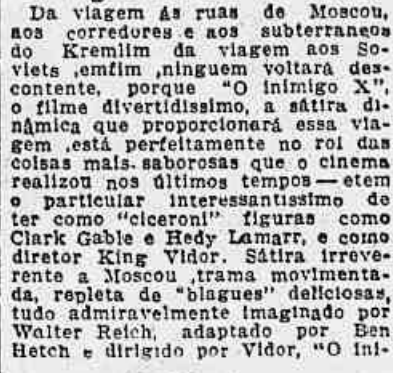 Da viagem ás ruas de Moscou,
aos corredores e aos subterraneos
do Kremlim da viagem aos So-
viets ,emfim ,ninguem voltará des-
contente, porque "O inimigo X",
o filme divertidissimo, a sátira di-
nâmica que proporcionará essa via-
gem ,está perfeitamente no rol das
coisas mais saborosas que o cinema
realizou nos últimos tempos — etem
o particular interessantissimo de
ter como "ciceroni" figuras como
Clark Gable e Hedy Lamarr, e como
diretor King Vidor. Sátira irreve-
rente a Moscou ,trama movimenta-
da, repleta de "blagues" deliciosas,
tudo admiravelmente imaginado por
Walter Reich, adaptado por Ben
Hetch e dirigido por Vidor, "O ini-